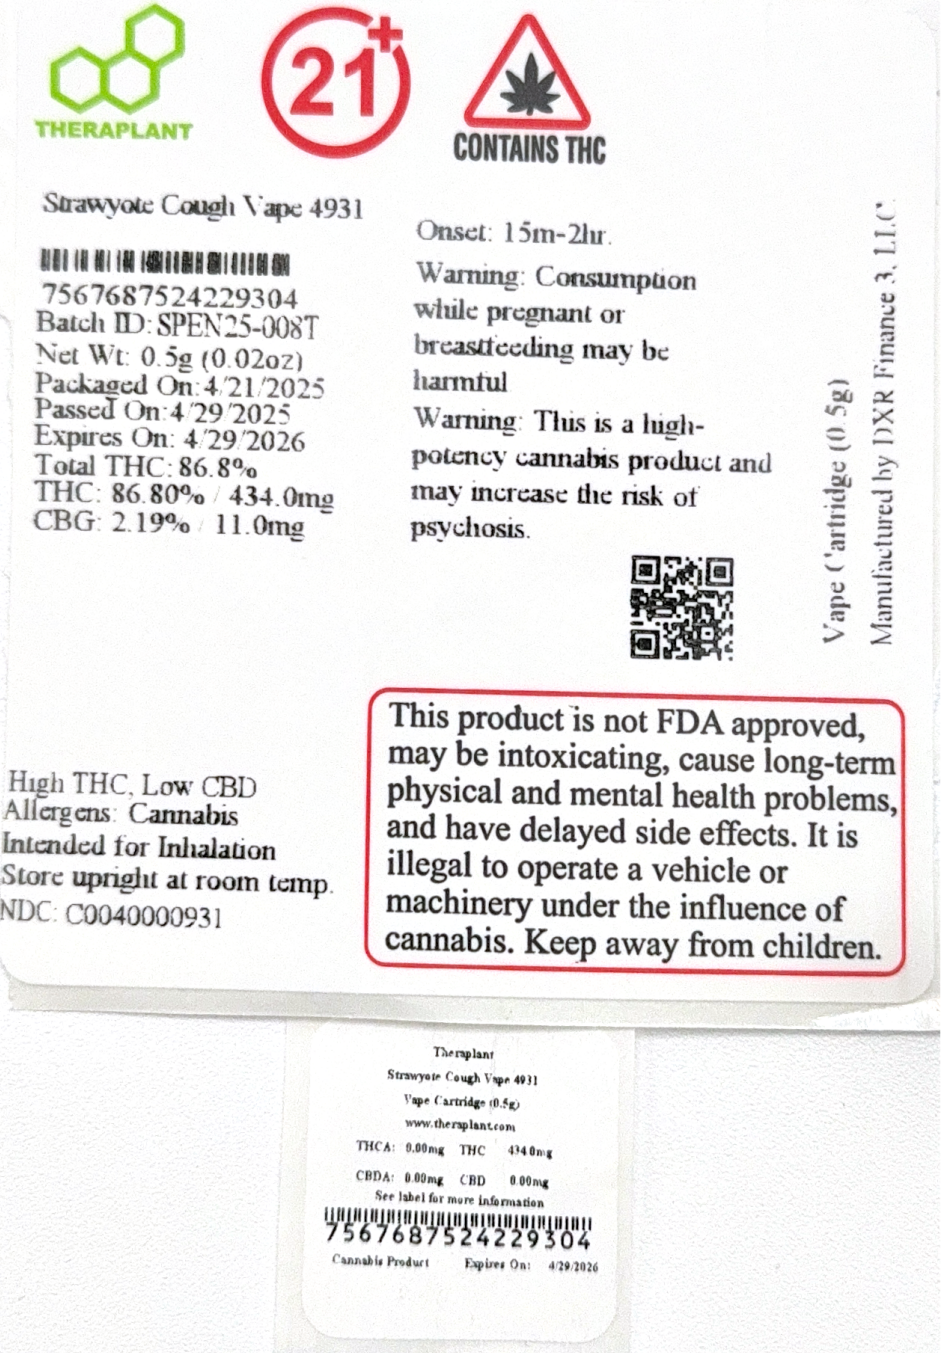 THERAPLANT
21+
CONTAINS THC
Strawyote Cough Vape 4931
7567687524229304
Batch ID: SPEN25-008T
Net Wt: 0.5g (0.02oz)
Packaged On: 4/21/2025
Passed On: 4/29/2025
Expires On: 4/29/2026
Total THC: 86.8%
THC: 86.80% / 434.0mg
CBG: 2.19% / 11.0mg
Onset: 15m-2hr.
Warning: Consumption
while pregnant or
breastfeeding may be
harmful
Warning: This is a high-
potency cannabis product and
may increase the risk of
psychosis.
Vape Cartridge (0.5g)
Manufactured by DXR Finance 3, LLC.
High THC, Low CBD
Allergens: Cannabis
Intended for Inhalation
Store upright at room temp.
NDC: C0040000931
This product is not FDA approved,
may be intoxicating, cause long-term
physical and mental health problems,
and have delayed side effects. It is
illegal to operate a vehicle or
machinery under the influence of
cannabis. Keep away from children.
Theraplant
Strawyote Cough Vape 4931
Vape Cartridge (0.5g)
www.theraplant.com
THCA: 0.00mg THC 434.0mg
CBDA: 0.00mg CBD 0.00mg
See label for more information
7567687524229304
Cannabis Product Expires On: 4/29/2026